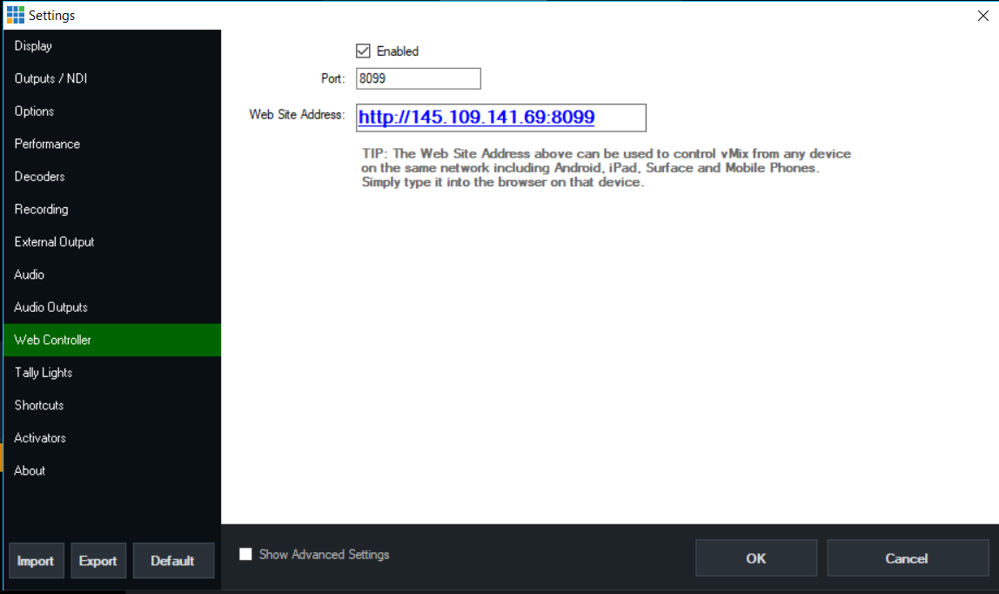 Settings
Display
Outputs / NDI
Options
Performance
Decoders
Recording
External Output
Audio
Audio Outputs
Web Controller
Tally Lights
Shortcuts
Activators
About
Import Export Default
Enabled
Port: 8099
Web Site Address: http://145.109.141.69:8099
TIP: The Web Site Address above can be used to control vMix from any device
on the same network including Android, iPad, Surface and Mobile Phones.
Simply type it into the browser on that device.
Show Advanced Settings
OK Cancel